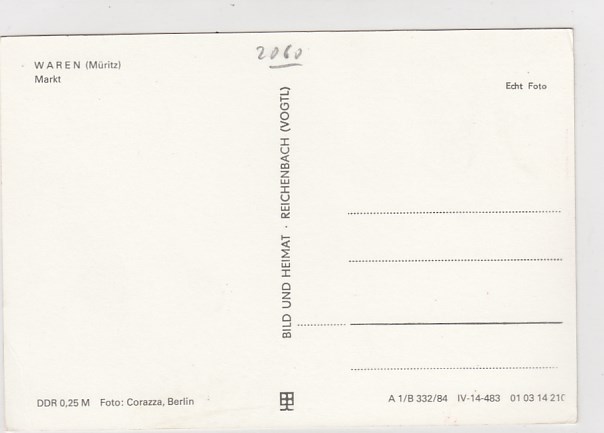 2060
WAREN (Müritz)
Markt
Echt Foto
BILD UND HEIMAT · REICHENBACH (VOGTL)
DDR 0,25 M Foto: Corazza, Berlin
A 1/B 332/84 IV-14-483 01 03 14 210